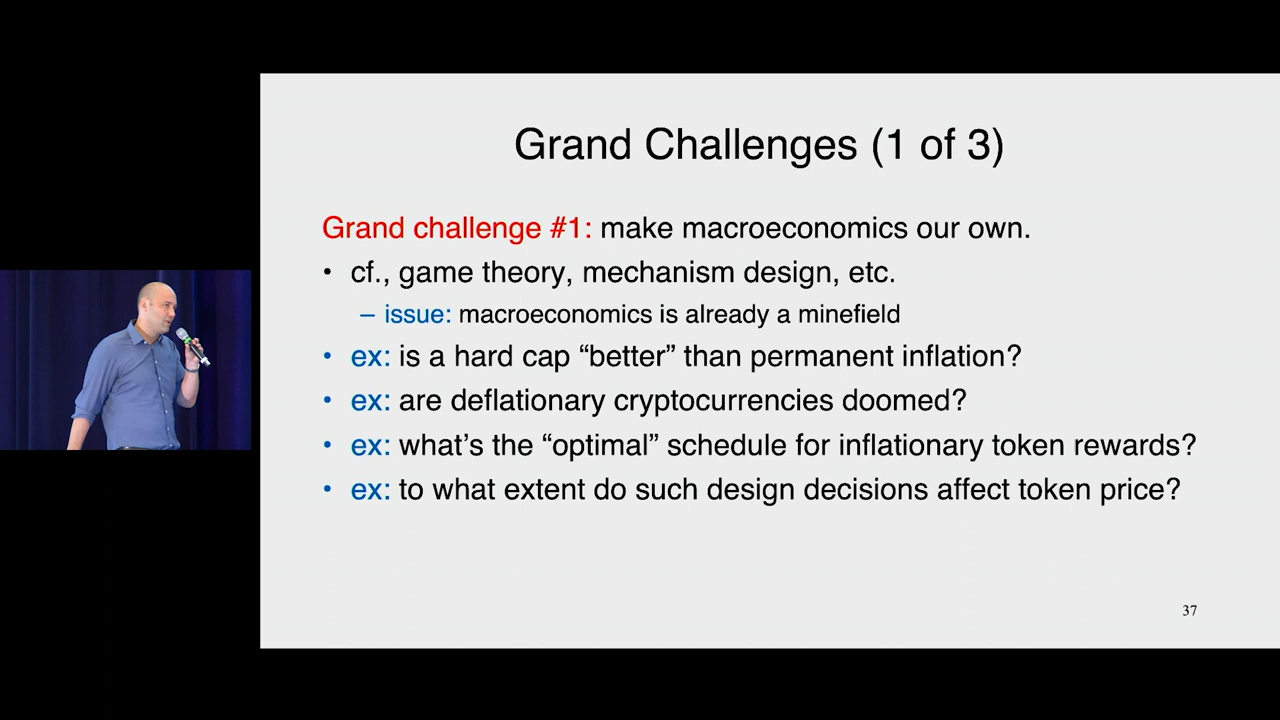 Grand Challenges (1 of 3)
Grand challenge #1: make macroeconomics our own.
• cf., game theory, mechanism design, etc.
– issue: macroeconomics is already a minefield
• ex: is a hard cap “better” than permanent inflation?
• ex: are deflationary cryptocurrencies doomed?
• ex: what’s the “optimal” schedule for inflationary token rewards?
• ex: to what extent do such design decisions affect token price?
37